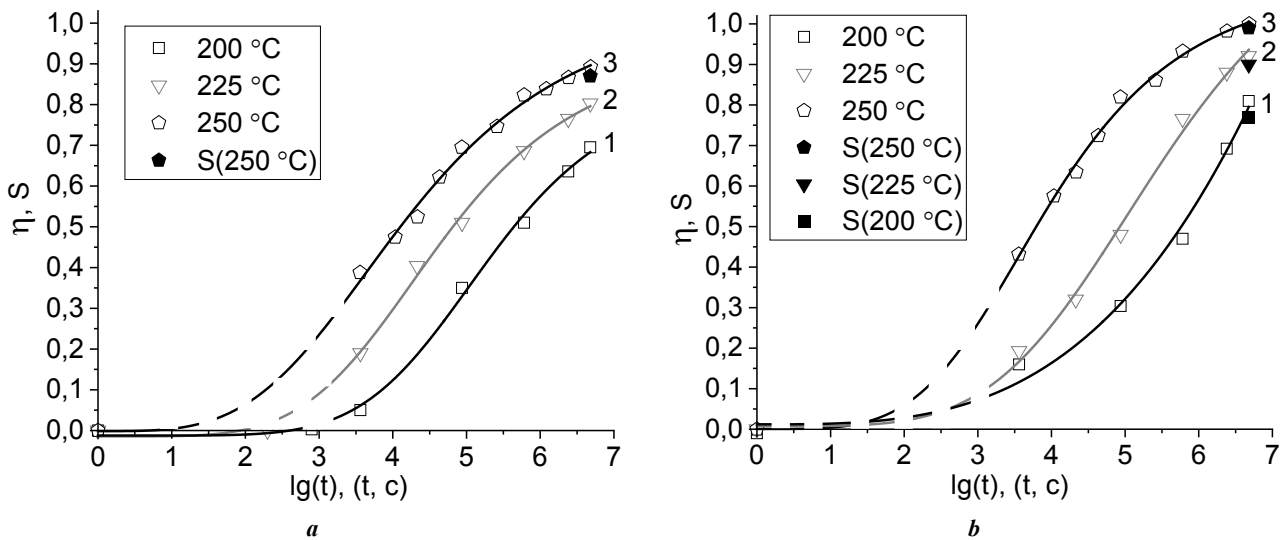 1,0
0,9
0,8
0,7
0,6
0,5
0,4
0,3
0,2
0,1
0,0
η, S
200 °C
225 °C
250 °C
S(250 °C)
3
2
1
0 1 2 3 4 5 6 7
lg(t), (t, c)
a
1,0
0,9
0,8
0,7
0,6
0,5
0,4
0,3
0,2
0,1
0,0
η, S
200 °C
225 °C
250 °C
S(250 °C)
S(225 °C)
S(200 °C)
3
2
1
0 1 2 3 4 5 6 7
lg(t), (t, c)
b